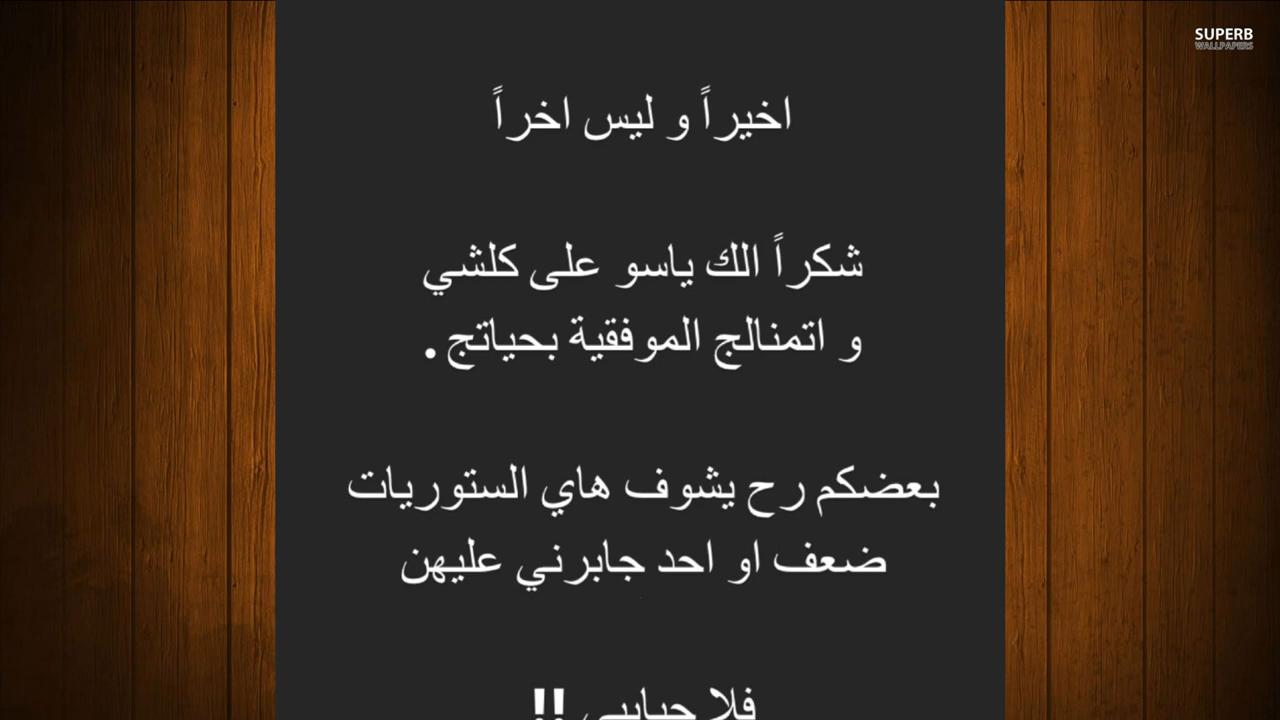 SUPERB
WALLPAPERS
اخيراً و ليس اخراً
شكراً الك ياسو على كلشي
و اتمنالج الموفقية بحياتج .
بعضكم رح يشوف هاي الستوريات
ضعف او احد جابرني عليهن
فلا حبايبي !!